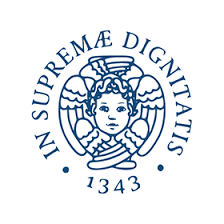 IN SUPREMÆ DIGNITATIS
· 1343 ·